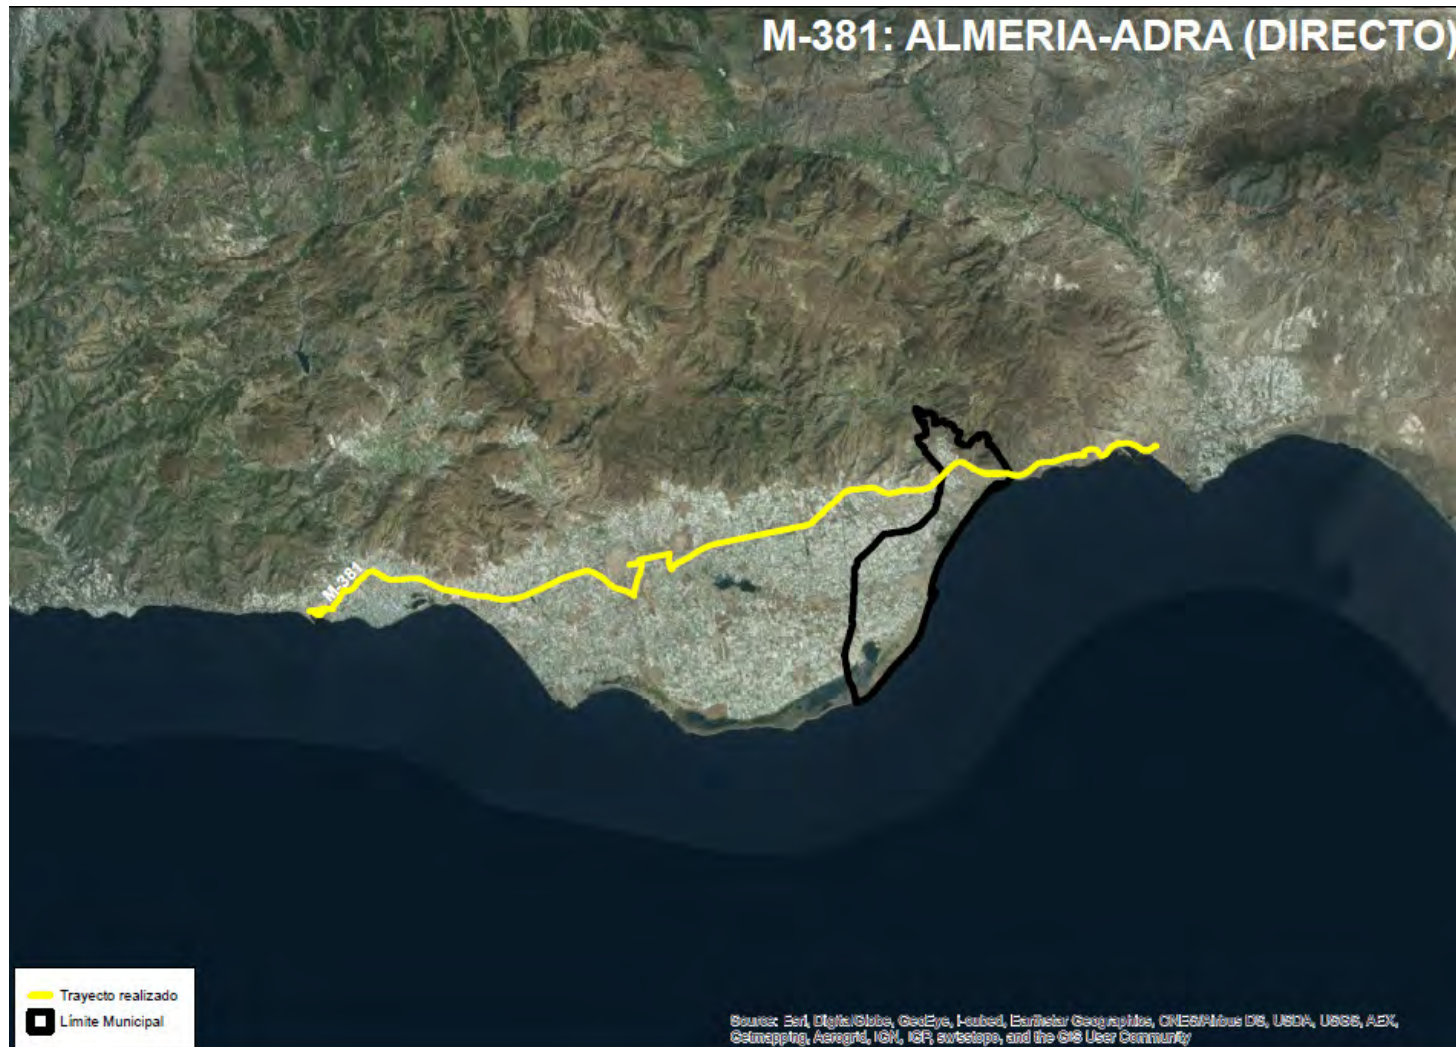 M-381: ALMERIA-ADRA (DIRECTO)
M-381
Trayecto realizado
Límite Municipal
Source: Esri, DigitalGlobe, GeoEye, i-cubed, Earthstar Geographics, CNES/Airbus DS, USDA, USGS, AEX,
Getmapping, Aerogrid, IGN, IGP, swisstopo, and the GIS User Community